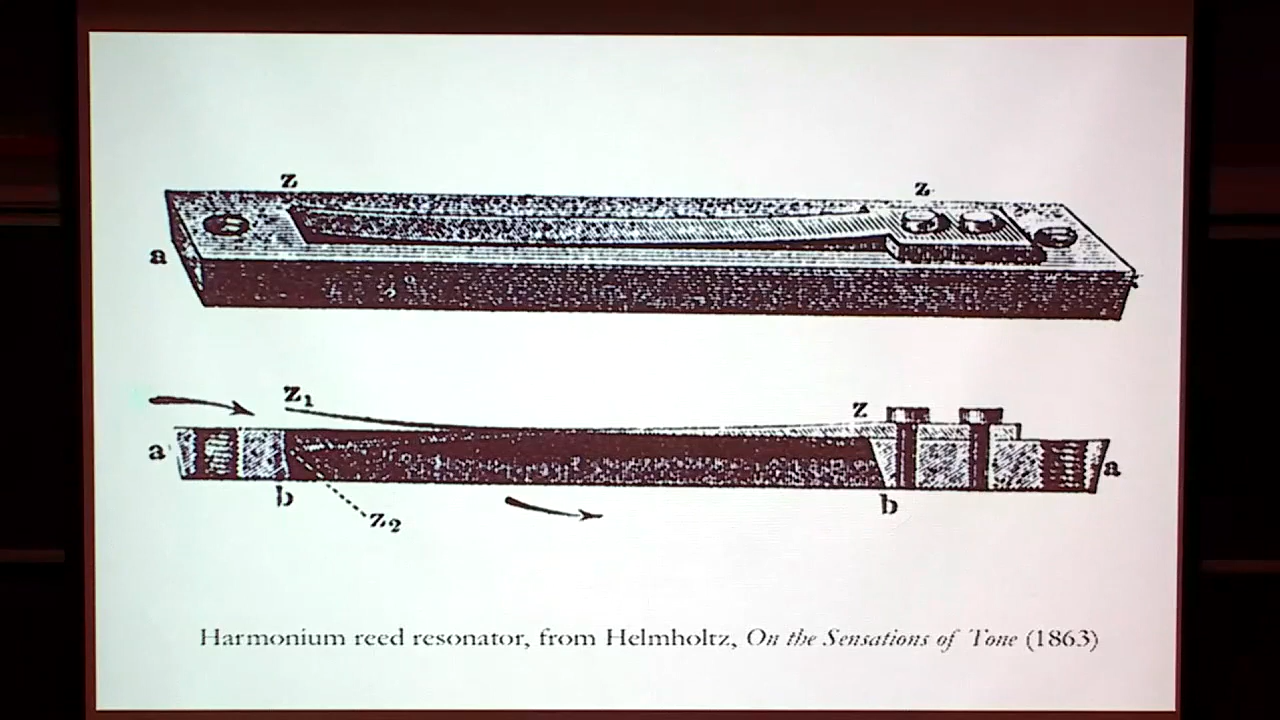 z z
a
z₁ z
a a
b b
z₂
Harmonium reed resonator, from Helmholtz, On the Sensations of Tone (1863)